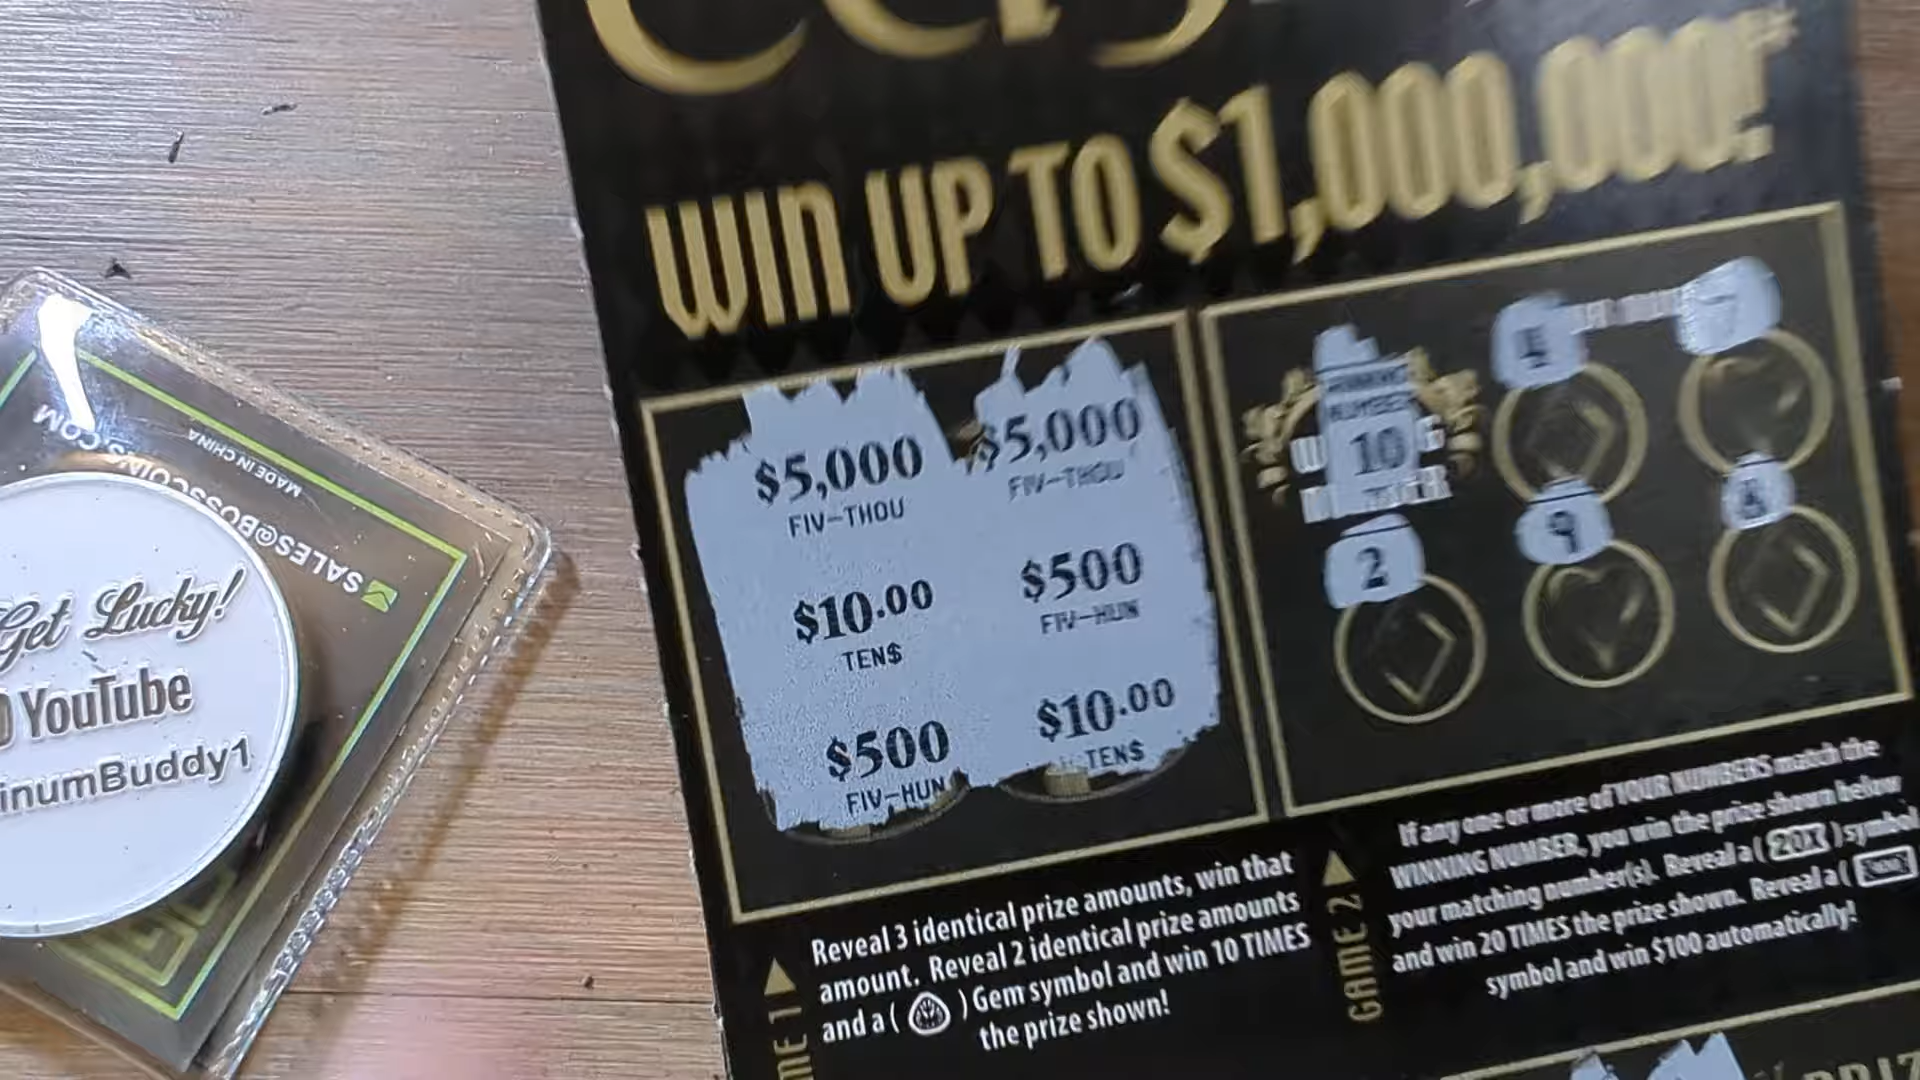 WIN UP TO $1,000,000!
$5,000
FIV-THOU
$5,000
FIV-THOU
$10.00
TEN$
$500
FIV-HUN
$500
FIV-HUN
$10.00
TEN$
WINNING
NUMBER
10
4
7
2
9
8
Reveal 3 identical prize amounts, win that
amount. Reveal 2 identical prize amounts
and a ( ) Gem symbol and win 10 TIMES
the prize shown!
GAME 2
If any one or more of YOUR NUMBERS match the
WINNING NUMBER, you win the prize shown below
your matching number(s). Reveal a ( 20X ) symbol
and win 20 TIMES the prize shown. Reveal a (
symbol and win $100 automatically!
SALES@BOSSCOINS.COM
MADE IN CHINA
Get Lucky!
YouTube
inumBuddy1